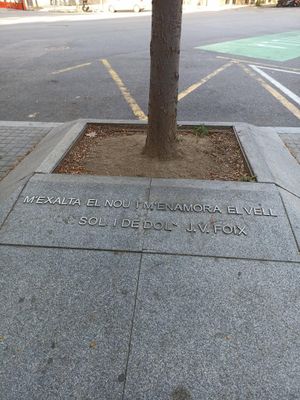 M'EXALTA EL NOU I M'ENAMORA EL VELL
SOL I DE DOL" J.V. FOIX